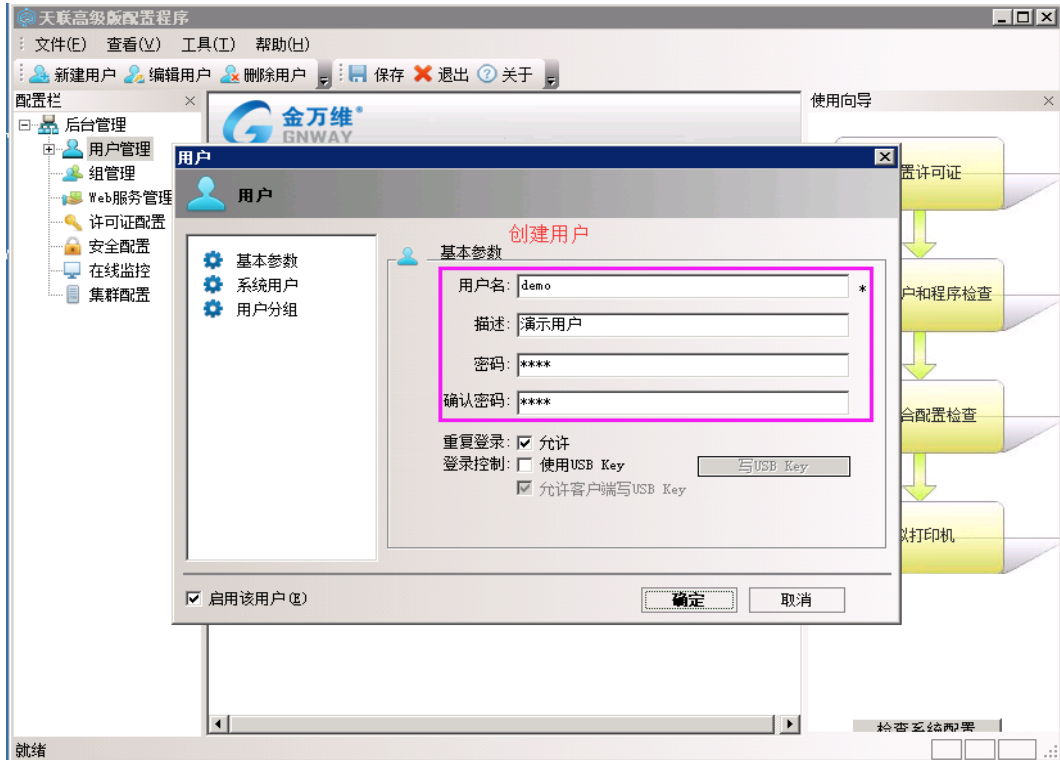 天联高级版配置程序
文件(F) 查看(V) 工具(T) 帮助(H)
新建用户 编辑用户 删除用户 保存 退出 关于
配置栏
使用向导
后台管理
用户管理
组管理
Web服务管理
许可证配置
安全配置
在线监控
集群配置
金万维®
GNWAY
用户
用户
创建用户
基本参数
系统用户
用户分组
基本参数
用户名: demo *
描述: 演示用户
密码: ****
确认密码: ****
重复登录: 允许
登录控制: 使用USB Key 写USB Key
允许客户端写USB Key
启用该用户(E) 确定 取消
置许可证
户和程序检查
合配置检查
拟打印机
检查系统配置
就绪